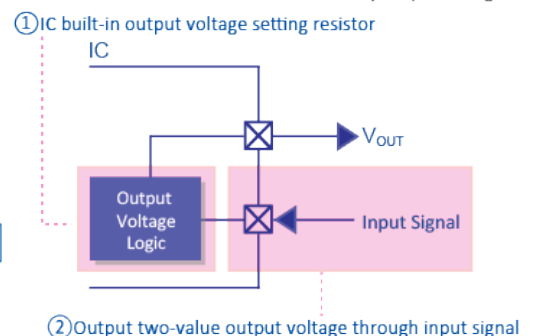 ①IC built-in output voltage setting resistor
IC
VOUT
Output
Voltage
Logic
Input Signal
②Output two-value output voltage through input signal